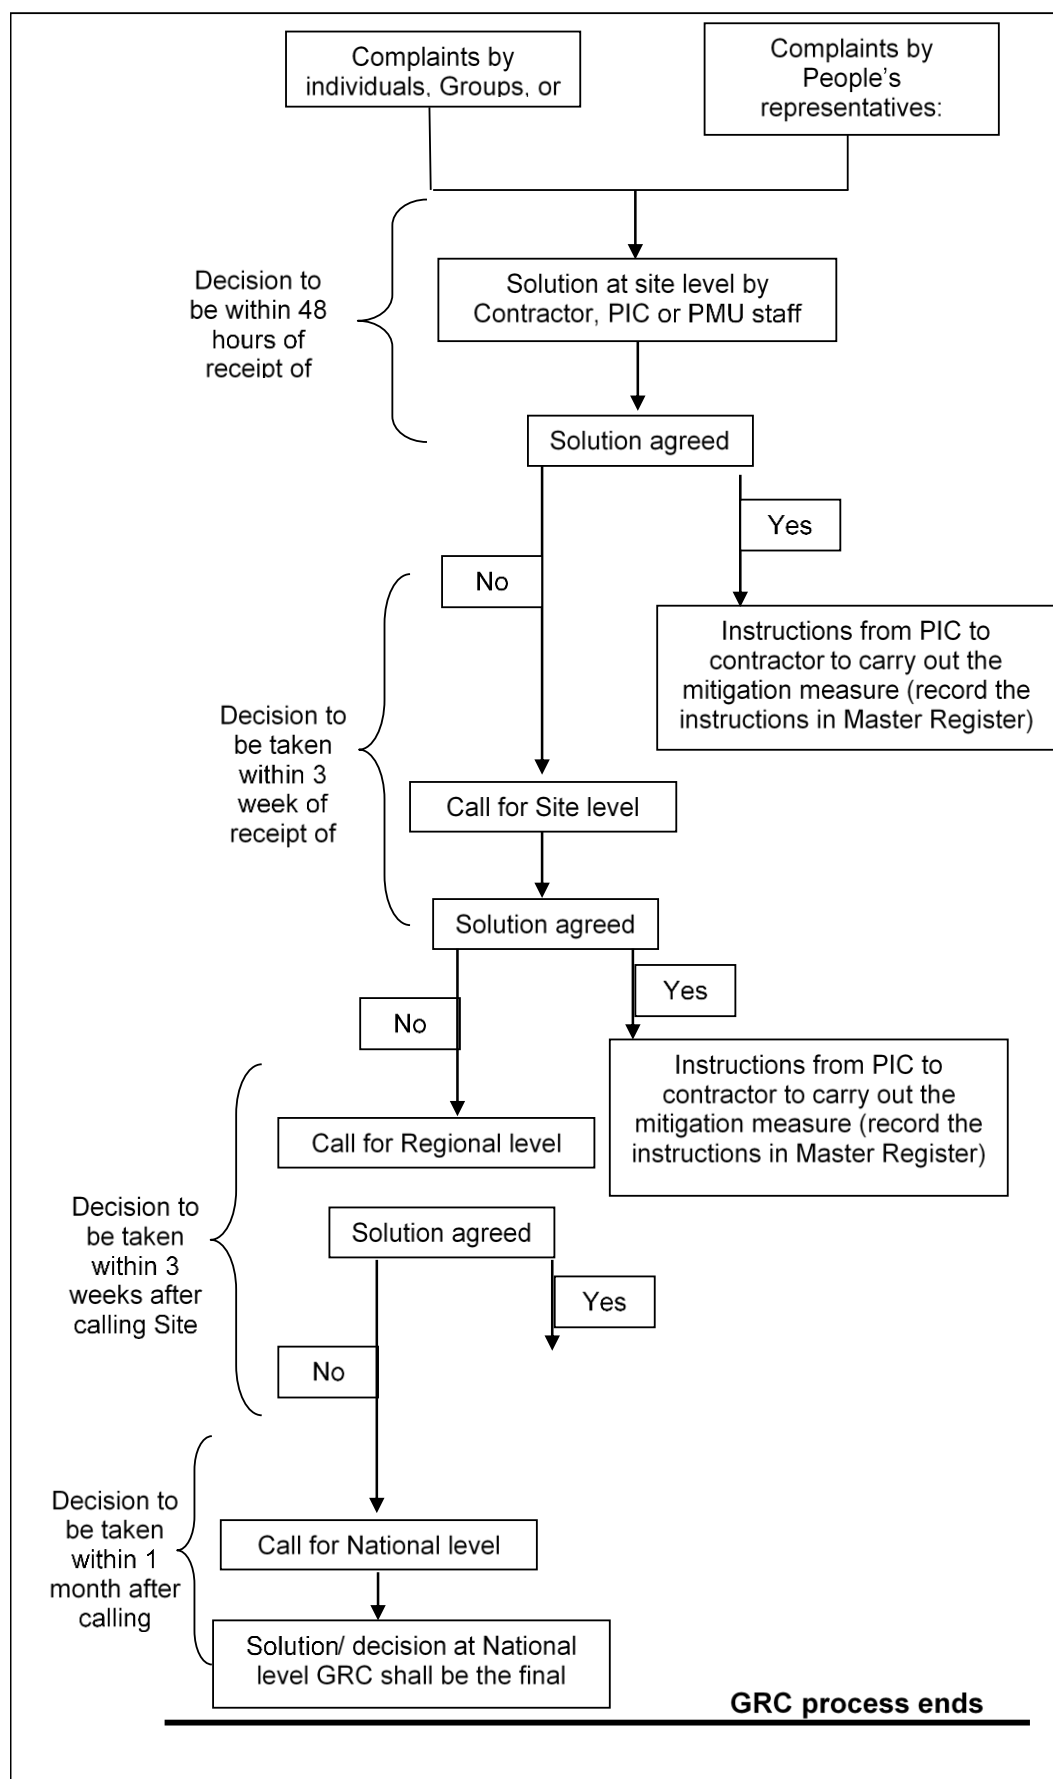 Complaints by
individuals, Groups, or
Complaints by
People's
representatives:
Decision to
be within 48
hours of
receipt of
Solution at site level by
Contractor, PIC or PMU staff
Solution agreed
Yes
No
Instructions from PIC to
contractor to carry out the
mitigation measure (record the
instructions in Master Register)
Decision to
be taken
within 3
week of
receipt of
Call for Site level
Solution agreed
Yes
No
Instructions from PIC to
contractor to carry out the
mitigation measure (record the
instructions in Master Register)
Call for Regional level
Decision to
be taken
within 3
weeks after
calling Site
Solution agreed
Yes
No
Decision to
be taken
within 1
month after
calling
Call for National level
Solution/ decision at National
level GRC shall be the final
GRC process ends